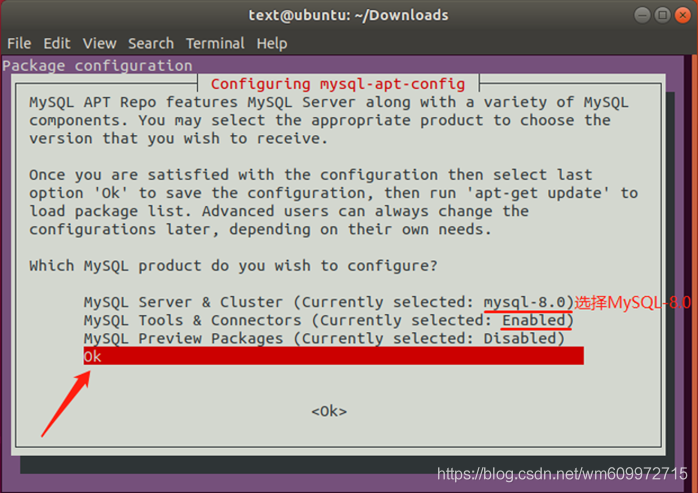 text@ubuntu: ~/Downloads
File Edit View Search Terminal Help
Package configuration
Configuring mysql-apt-config
MySQL APT Repo features MySQL Server along with a variety of MySQL
components. You may select the appropriate product to choose the
version that you wish to receive.
Once you are satisfied with the configuration then select last
option 'Ok' to save the configuration, then run 'apt-get update' to
load package list. Advanced users can always change the
configurations later, depending on their own needs.
Which MySQL product do you wish to configure?
MySQL Server & Cluster (Currently selected: mysql-8.0)选择MySQL-8.0
MySQL Tools & Connectors (Currently selected: Enabled)
MySQL Preview Packages (Currently selected: Disabled)
Ok
<Ok>
https://blog.csdn.net/wm609972715